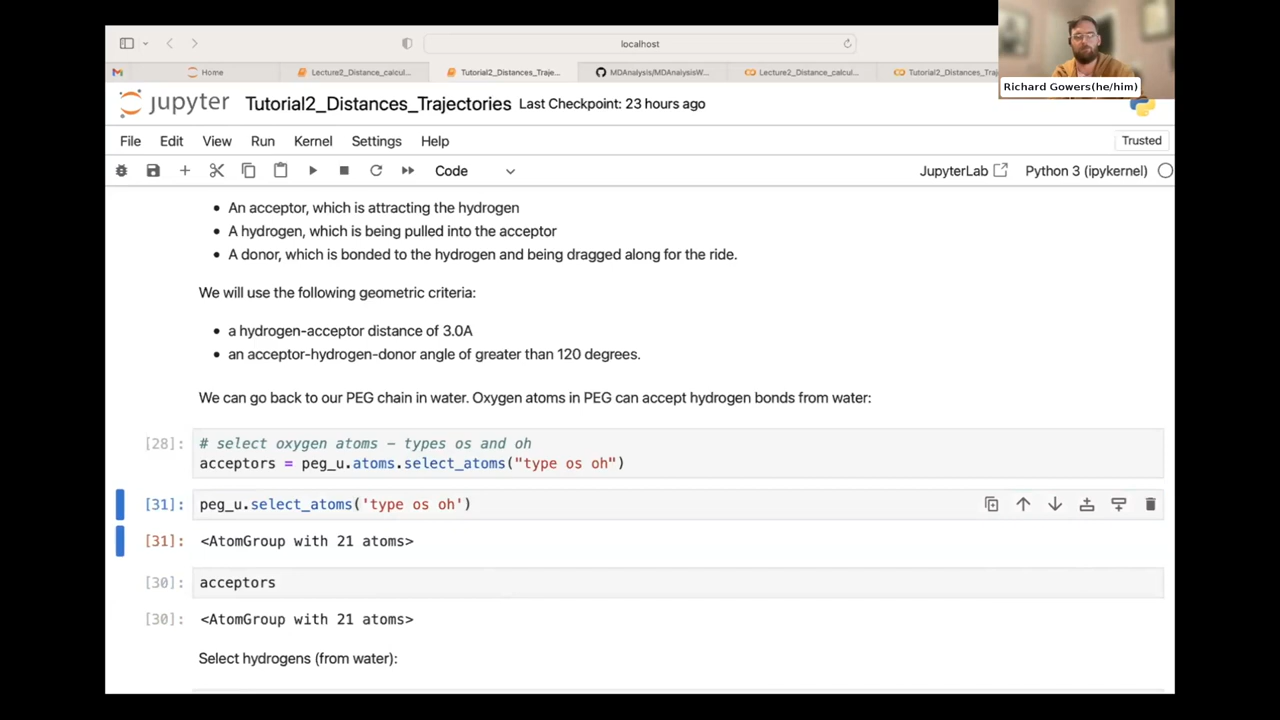 localhost
Home
Lecture2_Distance_calcul...
Tutorial2_Distances_Traje...
MDAnalysis/MDAnalysisW...
Lecture2_Distance_calcul...
Tutorial2_Distances_Tra
Richard Gowers(he/him)
jupyter Tutorial2_Distances_Trajectories Last Checkpoint: 23 hours ago
File Edit View Run Kernel Settings Help Trusted
Code JupyterLab Python 3 (ipykernel)
• An acceptor, which is attracting the hydrogen
• A hydrogen, which is being pulled into the acceptor
• A donor, which is bonded to the hydrogen and being dragged along for the ride.
We will use the following geometric criteria:
• a hydrogen-acceptor distance of 3.0A
• an acceptor-hydrogen-donor angle of greater than 120 degrees.
We can go back to our PEG chain in water. Oxygen atoms in PEG can accept hydrogen bonds from water:
[28]: # select oxygen atoms – types os and oh
acceptors = peg_u.atoms.select_atoms("type os oh")
[31]: peg_u.select_atoms('type os oh')
[31]: <AtomGroup with 21 atoms>
[30]: acceptors
[30]: <AtomGroup with 21 atoms>
Select hydrogens (from water):